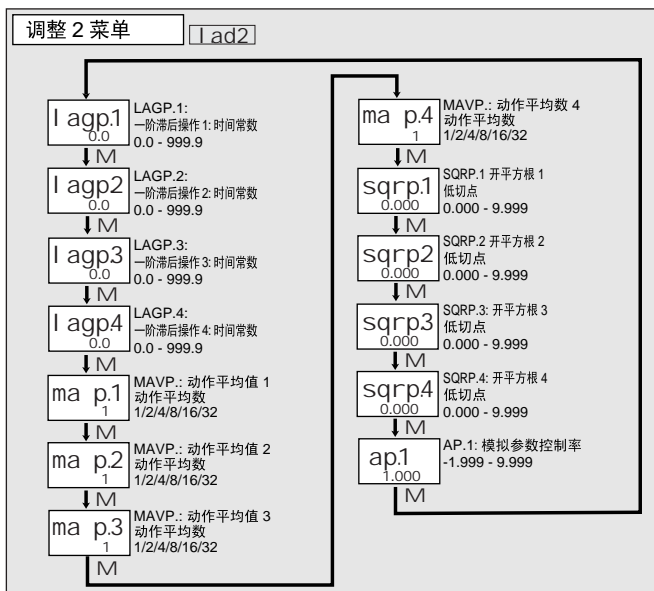 调整 2 菜单
l ad2
l agp.1
0.0
LAGP.1:
一阶滞后操作 1: 时间常数
0.0 - 999.9
M
l agp2
0.0
LAGP.2:
一阶滞后操作 2: 时间常数
0.0 - 999.9
M
l agp3
0.0
LAGP.3:
一阶滞后操作 3: 时间常数
0.0 - 999.9
M
l agp4
0.0
LAGP.4:
一阶滞后操作 4: 时间常数
0.0 - 999.9
M
ma p.1
1
MAVP.: 动作平均值 1
动作平均数
1/2/4/8/16/32
M
ma p.2
1
MAVP.: 动作平均值 2
动作平均数
1/2/4/8/16/32
M
ma p.3
1
MAVP.: 动作平均值 3
动作平均数
1/2/4/8/16/32
M
ma p.4
1
MAVP.: 动作平均数 4
动作平均数
1/2/4/8/16/32
M
sqrp.1
0.000
SQRP.1 开平方根 1
低切点
0.000 - 9.999
M
sqrp2
0.000
SQRP.2 开平方根 2
低切点
0.000 - 9.999
M
sqrp3
0.000
SQRP.3: 开平方根 3
低切点
0.000 - 9.999
M
sqrp4
0.000
SQRP.4: 开平方根 4
低切点
0.000 - 9.999
M
ap.1
1.000
AP.1: 模拟参数控制率
-1.999 - 9.999
M